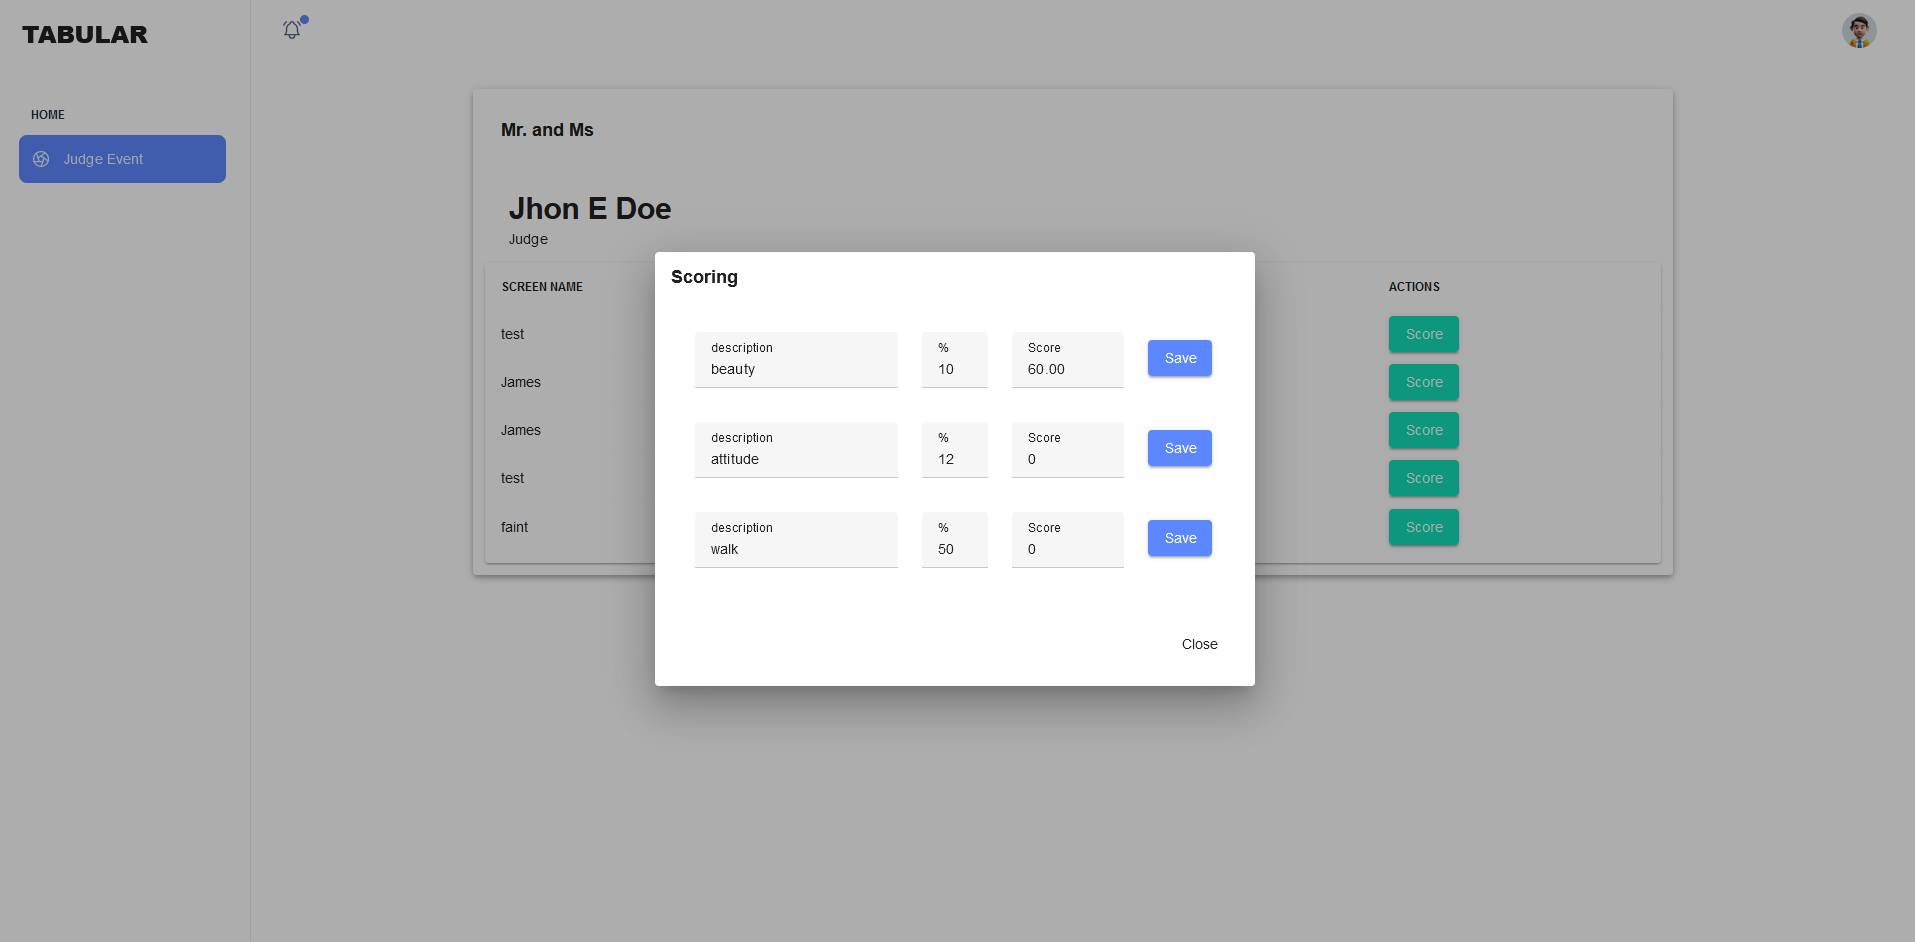 TABULAR
HOME
Judge Event
Mr. and Ms
Jhon E Doe
Judge
SCREEN NAME
ACTIONS
test
Score
James
Score
James
Score
test
Score
faint
Score
Scoring
description
%
Score
beauty
10
60.00
Save
description
%
Score
attitude
12
0
Save
description
%
Score
walk
50
0
Save
Close